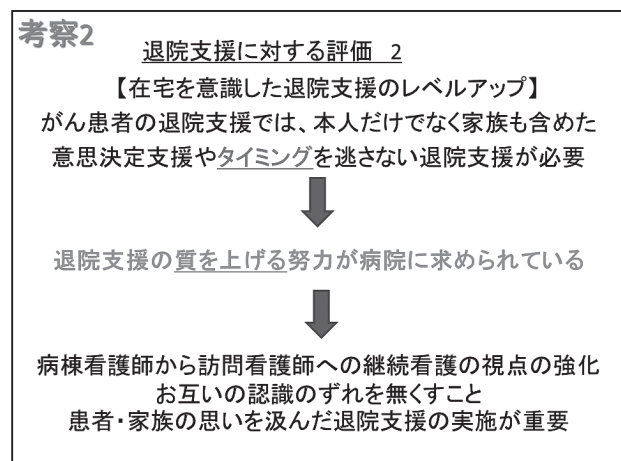 考察2
退院支援に対する評価 2
【在宅を意識した退院支援のレベルアップ】
がん患者の退院支援では、本人だけでなく家族も含めた
意思決定支援やタイミングを逃さない退院支援が必要
退院支援の質を上げる努力が病院に求められている
病棟看護師から訪問看護師への継続看護の視点の強化
お互いの認識のずれを無くすこと
患者・家族の思いを汲んだ退院支援の実施が重要